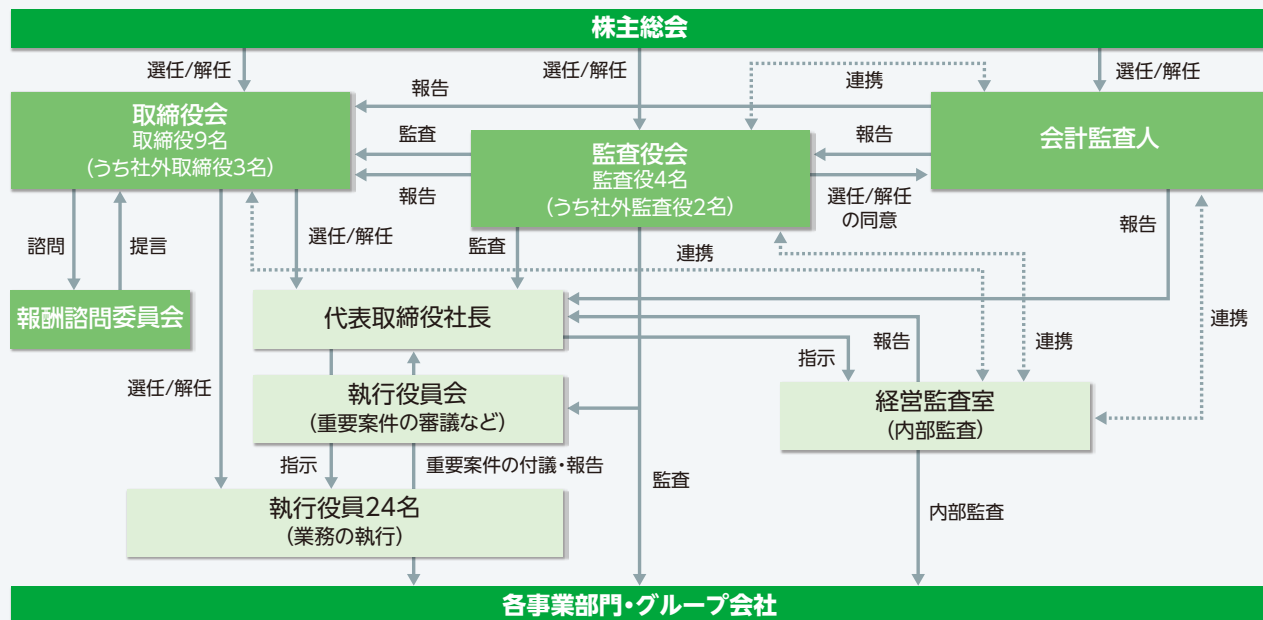 株主総会
選任/解任
選任/解任
連携
選任/解任
報告
取締役会
取締役9名
(うち社外取締役3名)
監査
報告
監査役会
監査役4名
(うち社外監査役2名)
報告
選任/解任
の同意
会計監査人
諮問
提言
選任/解任
監査
連携
報告
報酬諮問委員会
代表取締役社長
指示
報告
連携
連携
選任/解任
執行役員会
(重要案件の審議など)
経営監査室
(内部監査)
指示
重要案件の付議・報告
監査
内部監査
執行役員24名
(業務の執行)
各事業部門・グループ会社